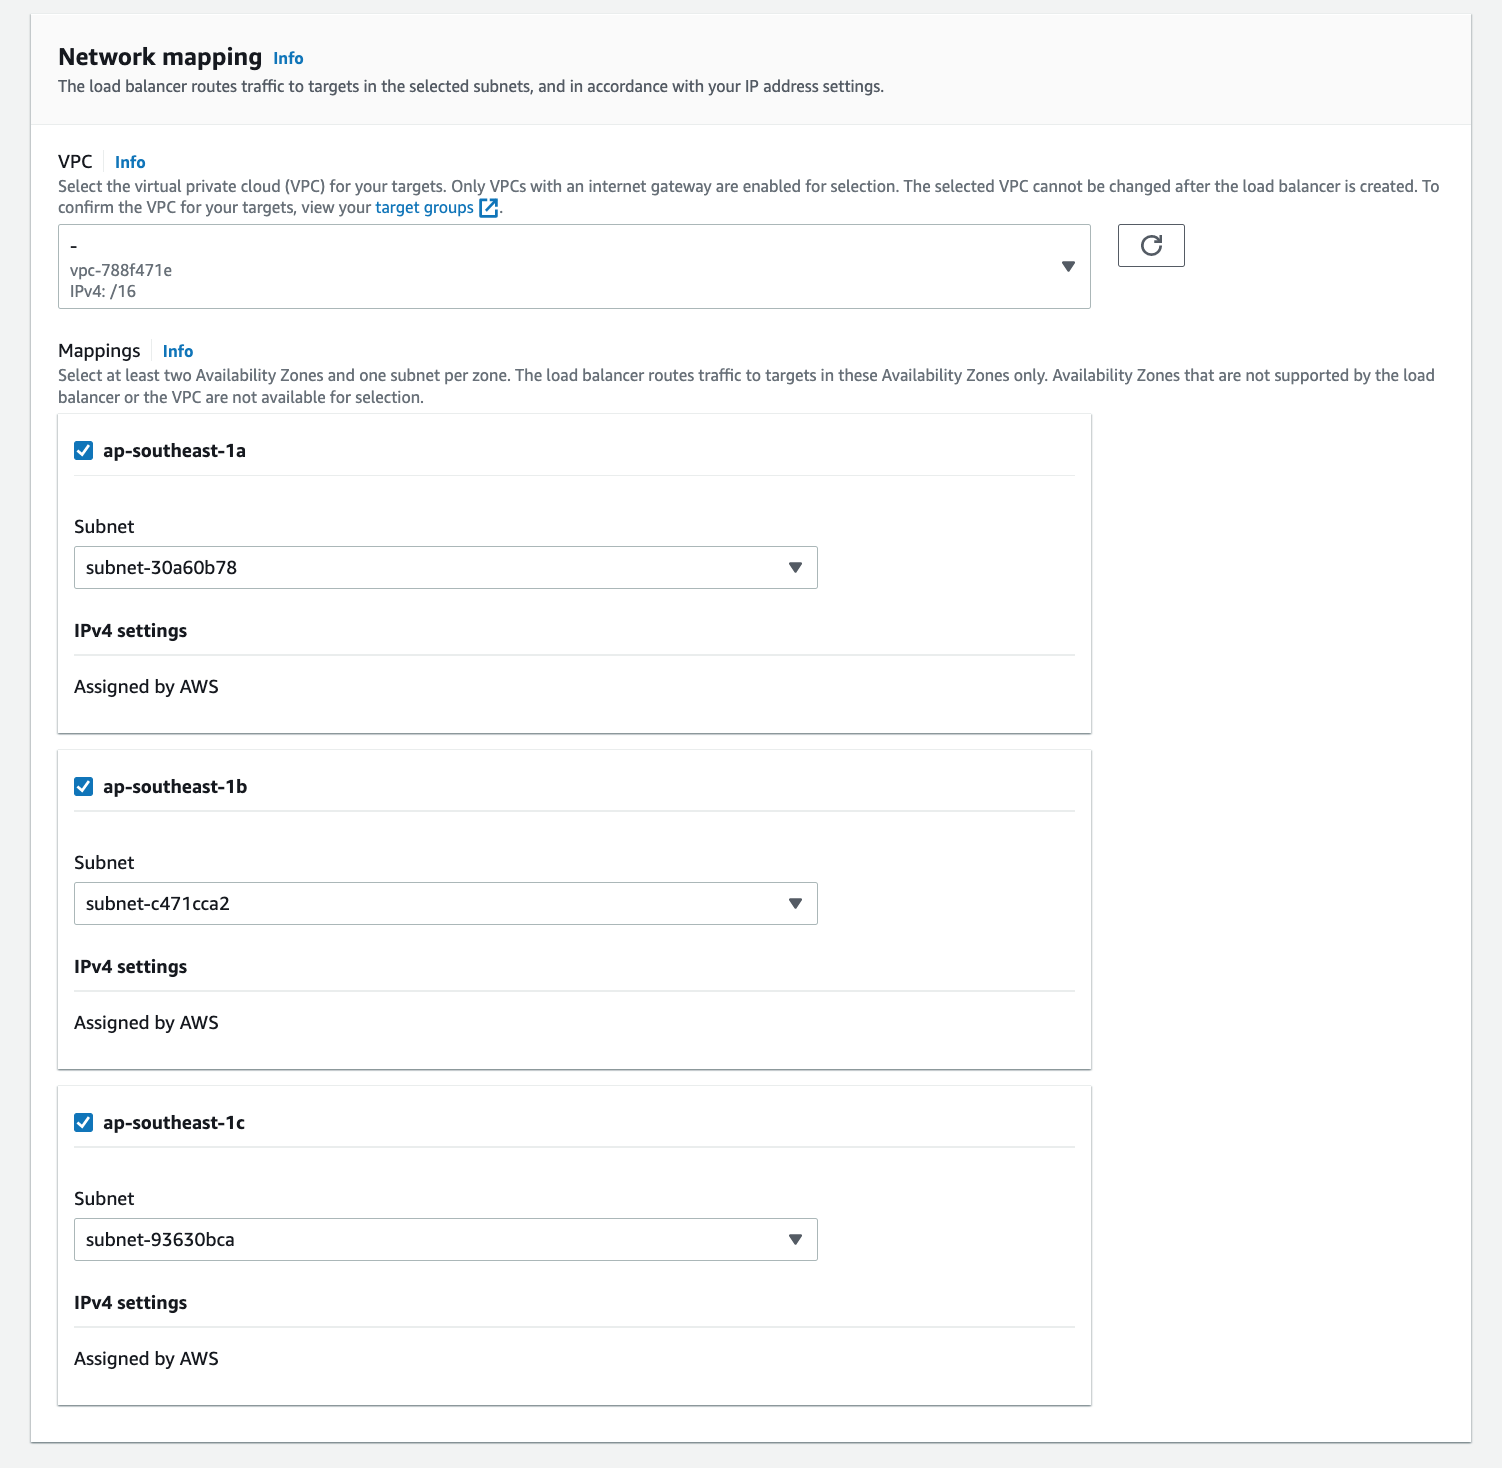 Network mapping Info
The load balancer routes traffic to targets in the selected subnets, and in accordance with your IP address settings.
VPC Info
Select the virtual private cloud (VPC) for your targets. Only VPCs with an internet gateway are enabled for selection. The selected VPC cannot be changed after the load balancer is created. To
confirm the VPC for your targets, view your target groups.
-
vpc-788f471e
IPv4: /16
Mappings Info
Select at least two Availability Zones and one subnet per zone. The load balancer routes traffic to targets in these Availability Zones only. Availability Zones that are not supported by the load
balancer or the VPC are not available for selection.
ap-southeast-1a
Subnet
subnet-30a60b78
IPv4 settings
Assigned by AWS
ap-southeast-1b
Subnet
subnet-c471cca2
IPv4 settings
Assigned by AWS
ap-southeast-1c
Subnet
subnet-93630bca
IPv4 settings
Assigned by AWS